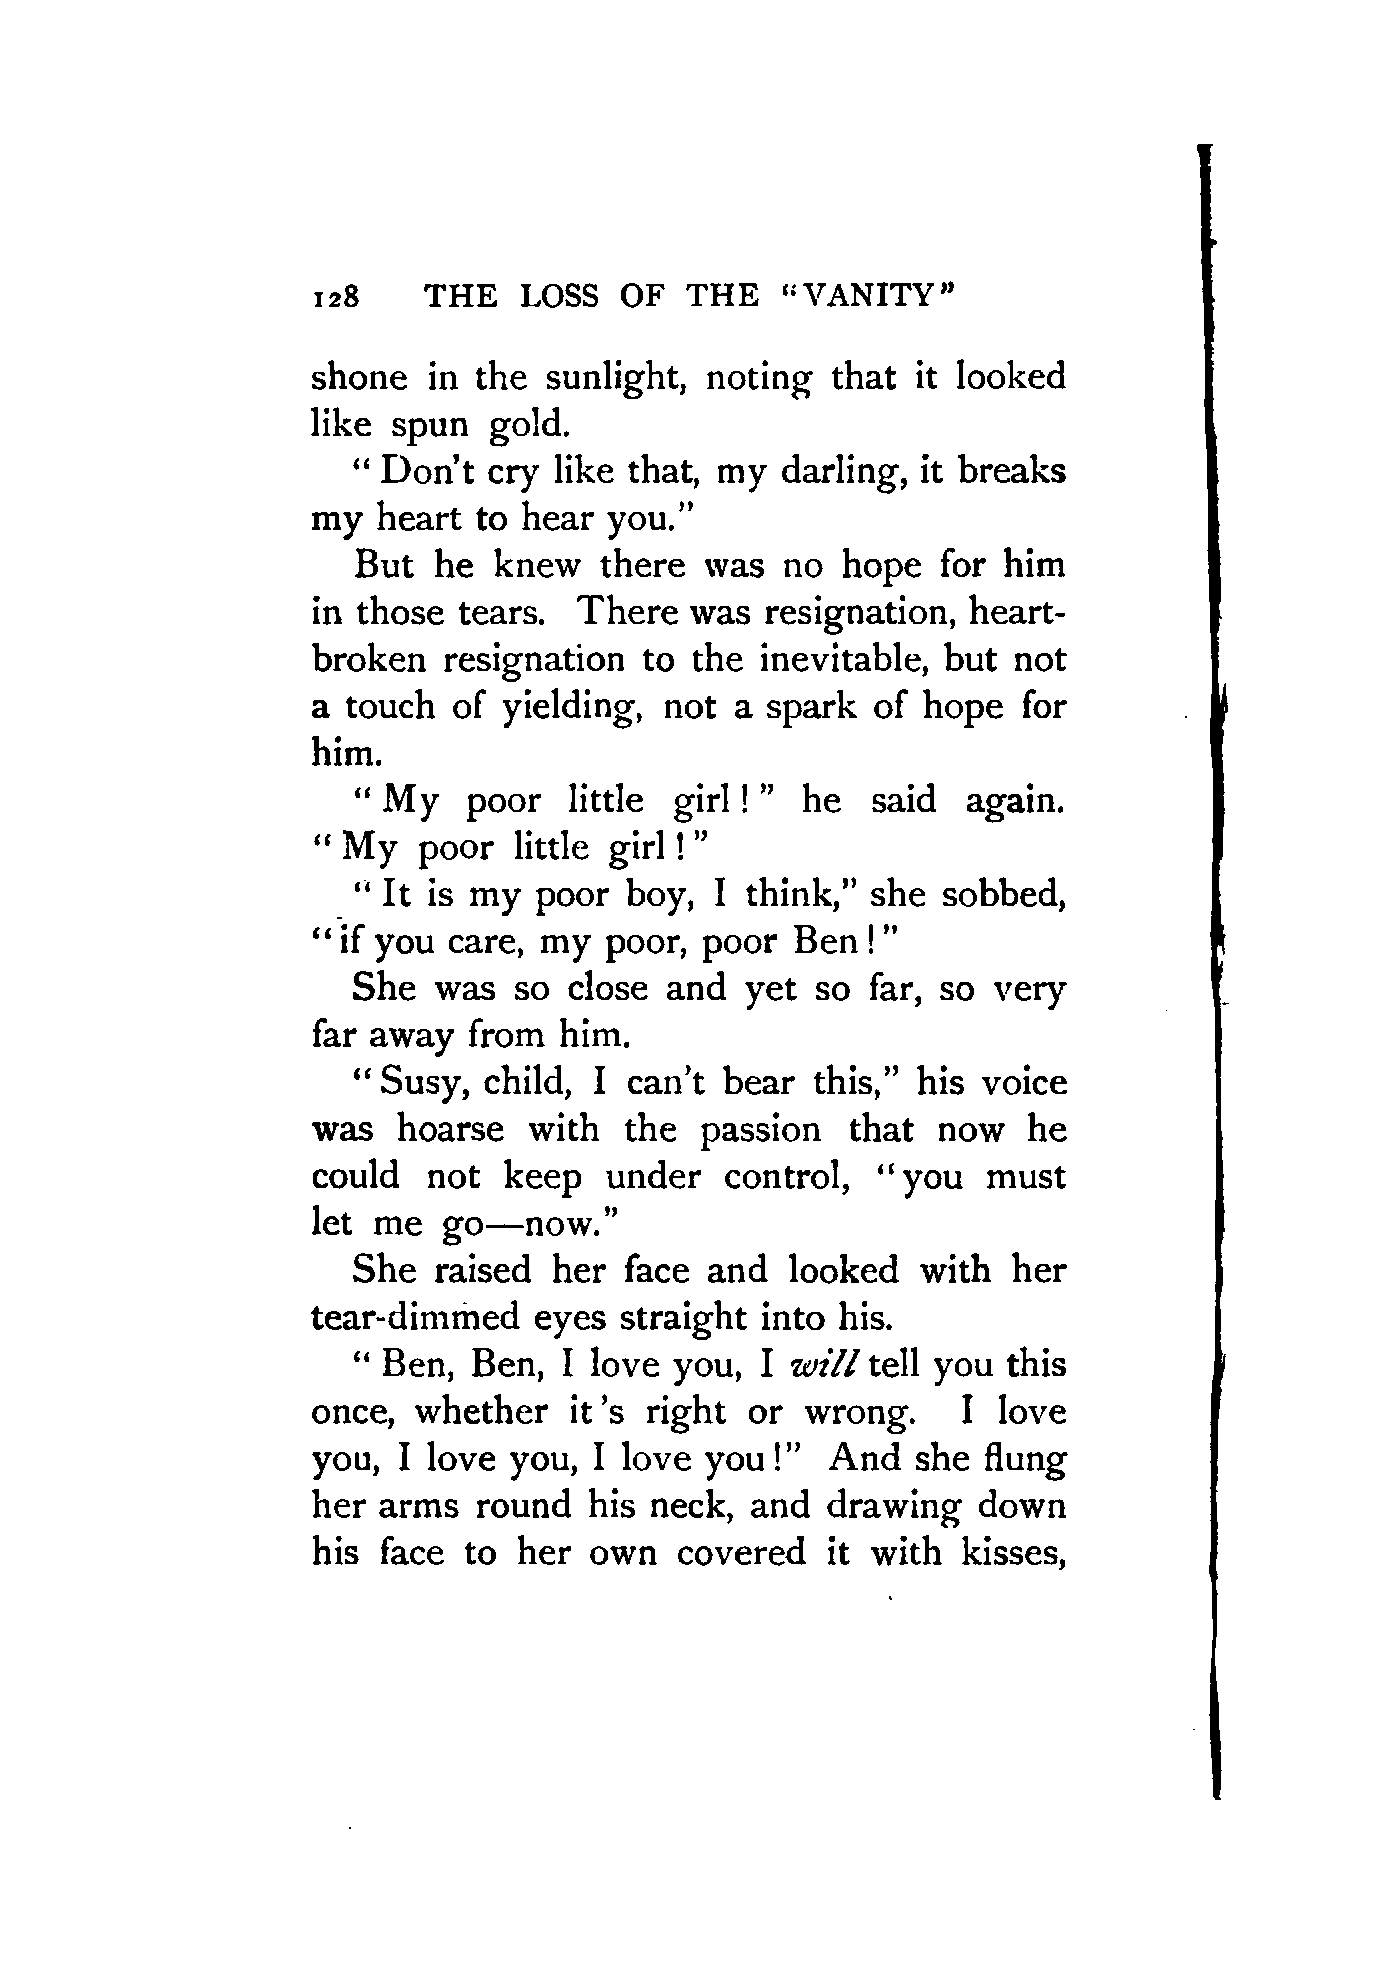 128 THE LOSS OF THE "VANITY"
shone in the sunlight, noting that it looked
like spun gold.
"Don't cry like that, my darling, it breaks
my heart to hear you."
But he knew there was no hope for him
in those tears. There was resignation, heart-
broken resignation to the inevitable, but not
a touch of yielding, not a spark of hope for
him.
"My poor little girl!" he said again.
"My poor little girl!"
"It is my poor boy, I think," she sobbed,
"if you care, my poor, poor Ben!"
She was so close and yet so far, so very
far away from him.
"Susy, child, I can't bear this," his voice
was hoarse with the passion that now he
could not keep under control, "you must
let me go—now."
She raised her face and looked with her
tear-dimmed eyes straight into his.
"Ben, Ben, I love you, I will tell you this
once, whether it's right or wrong. I love
you, I love you, I love you!" And she flung
her arms round his neck, and drawing down
his face to her own covered it with kisses,